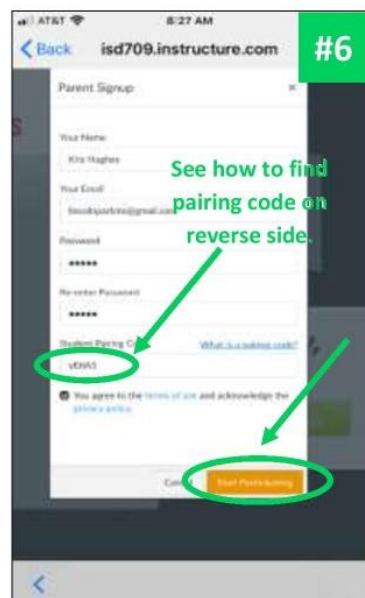 AT&T 8:27 AM
Back isd709.instructure.com #6
Parent Signup ×
Your Name
Kira Hughes
See how to find
Your Email
pairing code on
Password
reverse side.
•••••
Re-enter Password
•••••
Student Pairing What is a pairing code?
You agree to the terms of use and acknowledge the
privacy policy.
Start Participating